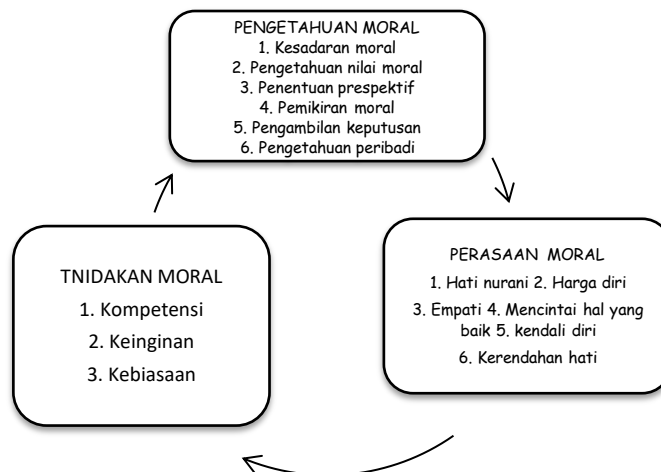 PENGETAHUAN MORAL
1. Kesadaran moral
2. Pengetahuan nilai moral
3. Penentuan prespektif
4. Pemikiran moral
5. Pengambilan keputusan
6. Pengetahuan peribadi
TNIDAKAN MORAL
1. Kompetensi
2. Keinginan
3. Kebiasaan
PERASAAN MORAL
1. Hati nurani 2. Harga diri
3. Empati 4. Mencintai hal yang
baik 5. kendali diri
6. Kerendahan hati